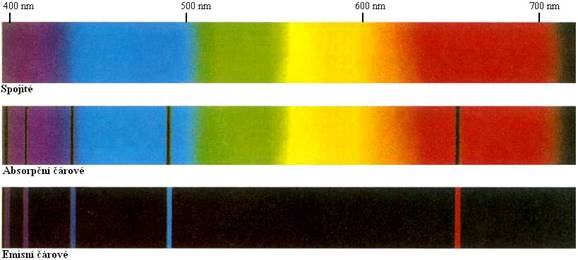 400 nm 500 nm 600 nm 700 nm
Spojité
Absorpční čárové
Emisní čárové